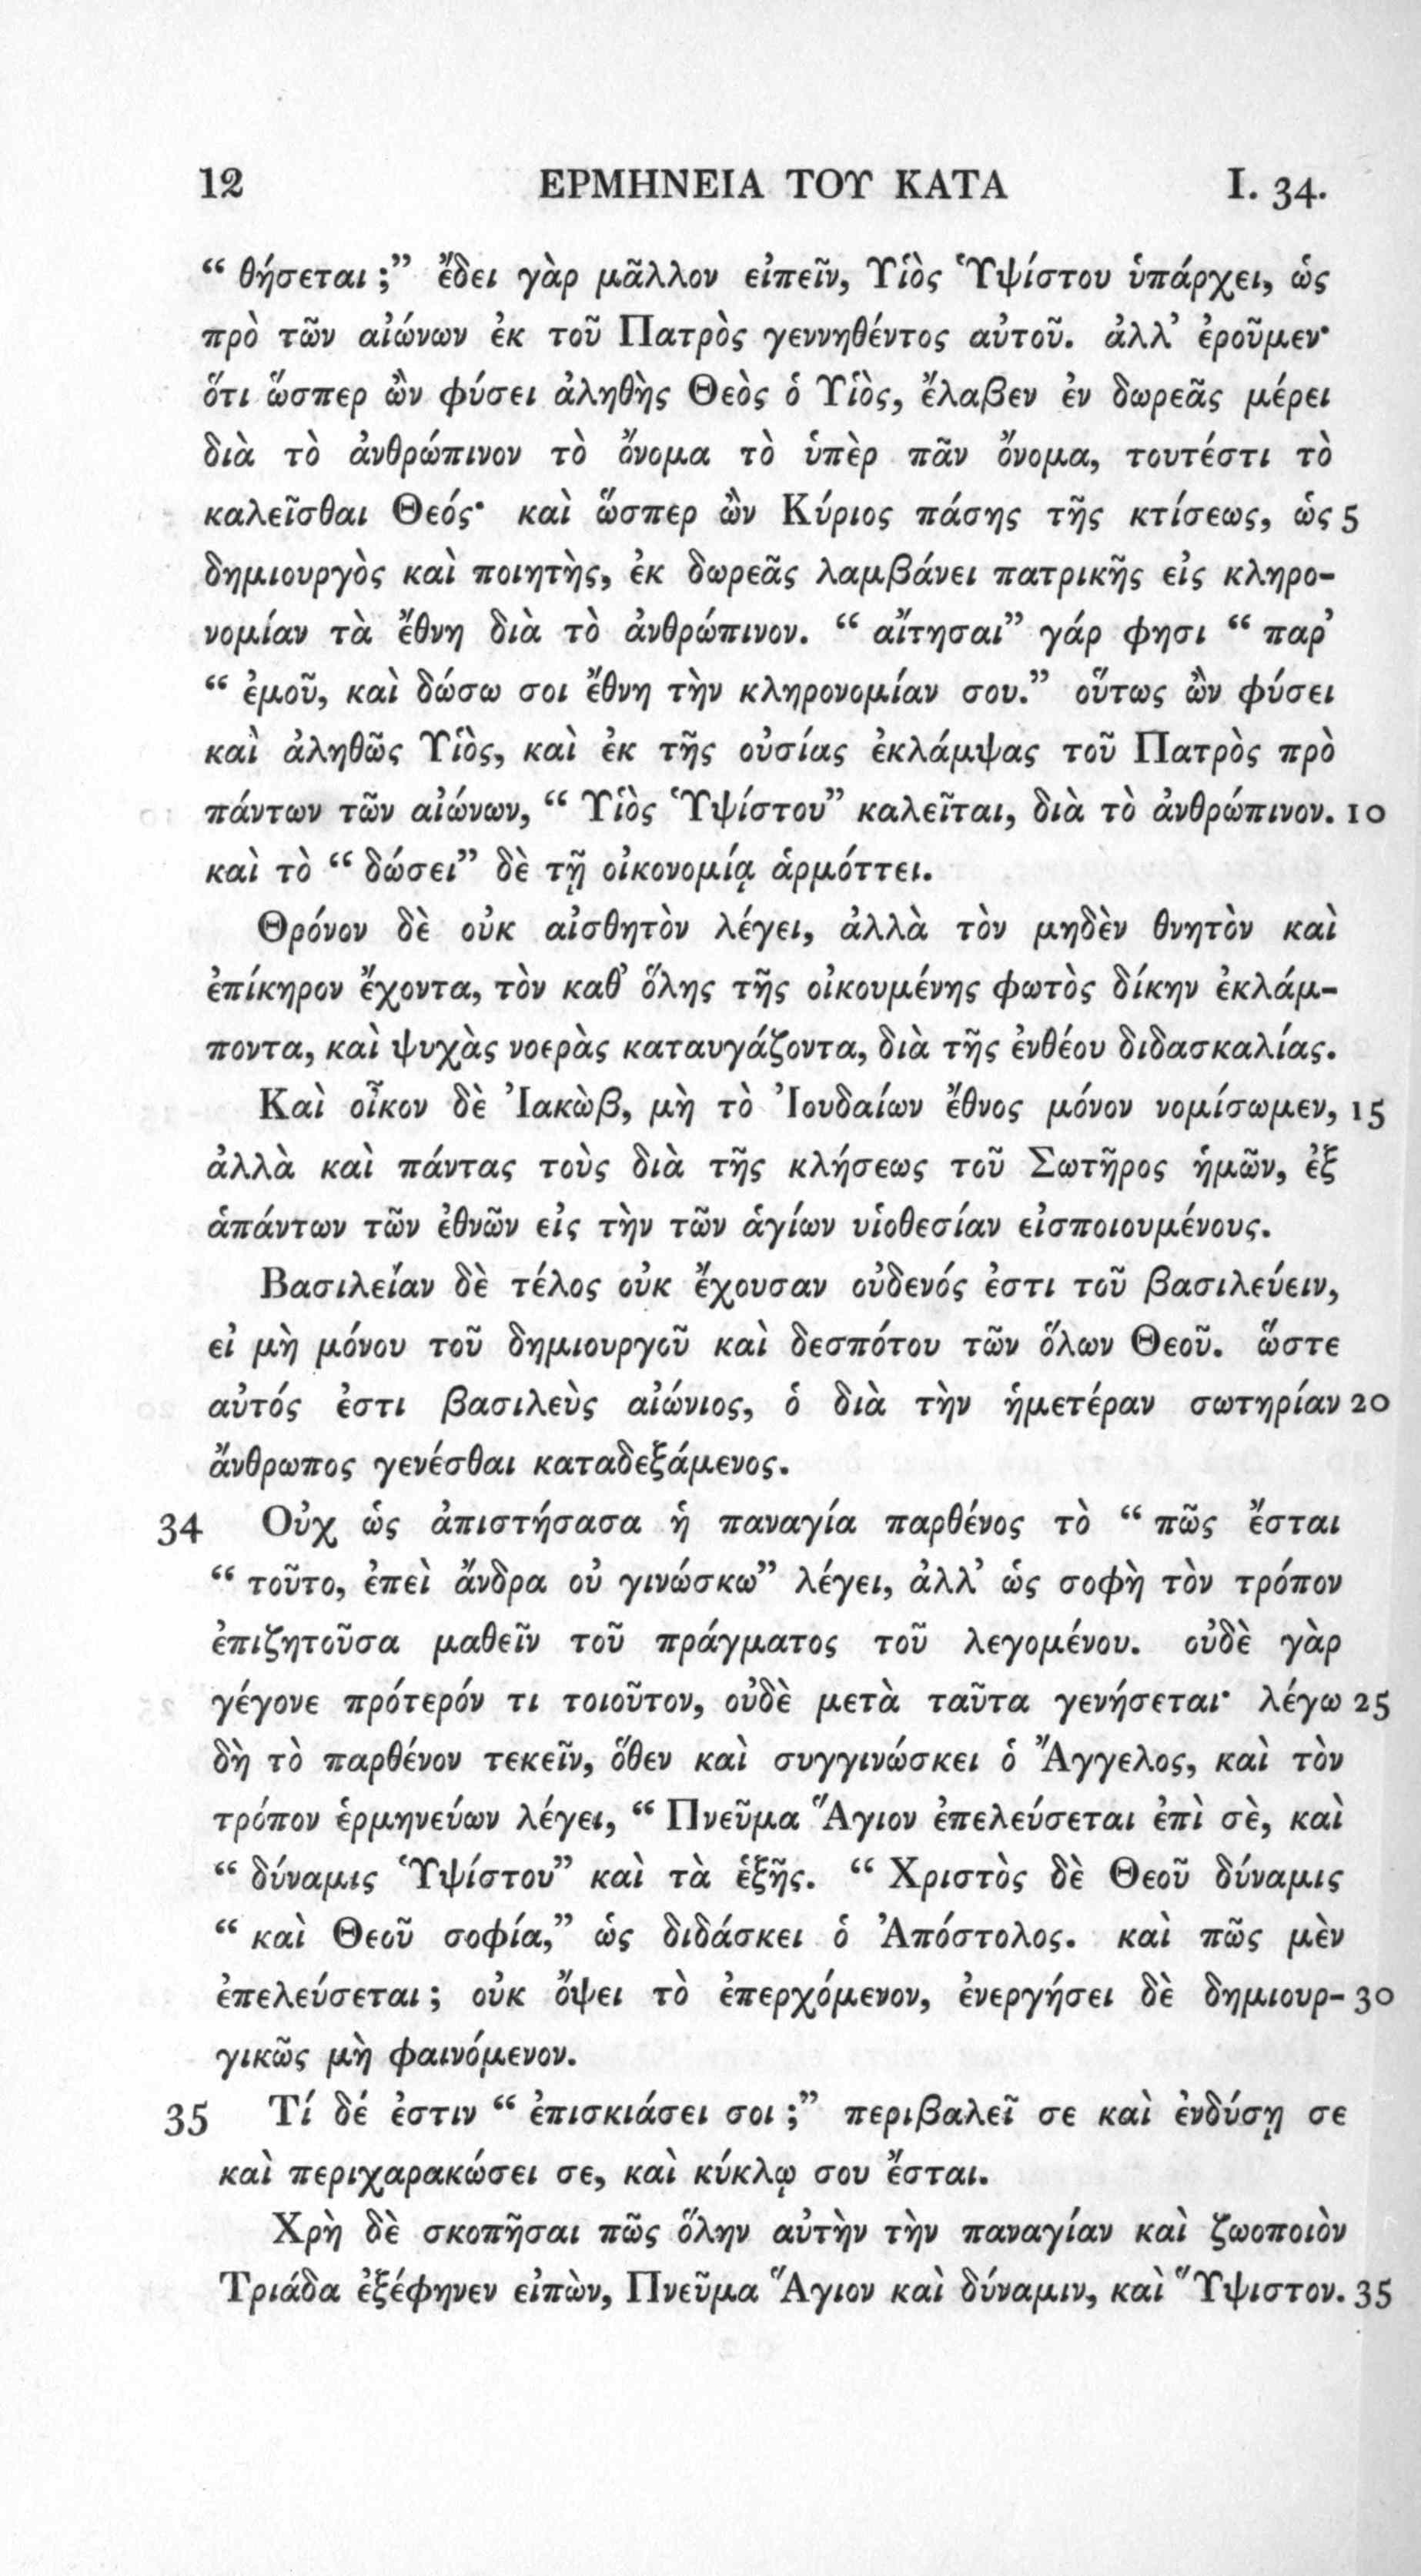 12 ΕΡΜΗΝΕΙΑ ΤΟΥ ΚΑΤΑ I. 34.
“ θήσεται ;” ἔδει γὰρ μᾶλλον εἰπεῖν, Υἱὸς Ὑψίστου ὑπάρχει, ὡς
πρὸ τῶν αἰώνων ἐκ τοῦ Πατρὸς γεννηθέντος αὐτοῦ. ἀλλ’ ἐροῦμεν·
ὅτι ὥσπερ ὢν φύσει ἀληθὴς Θεὸς ὁ Υἱὸς, ἔλαβεν ἐν δωρεᾶς μέρει
διὰ τὸ ἀνθρώπινον τὸ ὄνομα τὸ ὑπὲρ πᾶν ὄνομα, τουτέστι τὸ
καλεῖσθαι Θεός· καὶ ὥσπερ ὢν Κύριος πάσης τῆς κτίσεως, ὡς 5
δημιουργὸς καὶ ποιητὴς, ἐκ δωρεᾶς λαμβάνει πατρικῆς εἰς κληρο-
νομίαν τὰ ἔθνη διὰ τὸ ἀνθρώπινον. “ αἴτησαι” γάρ φησι “ παρ’
“ ἐμοῦ, καὶ δώσω σοι ἔθνη τὴν κληρονομίαν σου.” οὕτως ὢν φύσει
καὶ ἀληθῶς Υἱὸς, καὶ ἐκ τῆς οὐσίας ἐκλάμψας τοῦ Πατρὸς πρὸ
πάντων τῶν αἰώνων, “ Υἱὸς Ὑψίστου” καλεῖται, διὰ τὸ ἀνθρώπινον. 10
καὶ τὸ “ δώσει” δὲ τῇ οἰκονομίᾳ ἁρμόττει.
Θρόνον δὲ οὐκ αἰσθητὸν λέγει, ἀλλὰ τὸν μηδὲν θνητὸν καὶ
ἐπίκηρον ἔχοντα, τὸν καθ’ ὅλης τῆς οἰκουμένης φωτὸς δίκην ἐκλάμ-
ποντα, καὶ ψυχὰς νοερὰς καταυγάζοντα, διὰ τῆς ἐνθέου διδασκαλίας.
Καὶ οἶκον δὲ Ἰακὼβ, μὴ τὸ Ἰουδαίων ἔθνος μόνον νομίσωμεν, 15
ἀλλὰ καὶ πάντας τοὺς διὰ τῆς κλήσεως τοῦ Σωτῆρος ἡμῶν, ἐξ
ἁπάντων τῶν ἐθνῶν εἰς τὴν τῶν ἁγίων υἱοθεσίαν εἰσποιουμένους.
Βασιλείαν δὲ τέλος οὐκ ἔχουσαν οὐδενός ἐστι τοῦ βασιλεύειν,
εἰ μὴ μόνου τοῦ δημιουργοῦ καὶ δεσπότου τῶν ὅλων Θεοῦ. ὥστε
αὐτός ἐστι βασιλεὺς αἰώνιος, ὁ διὰ τὴν ἡμετέραν σωτηρίαν 20
ἄνθρωπος γενέσθαι καταδεξάμενος.
34 Οὐχ ὡς ἀπιστήσασα ἡ παναγία παρθένος τὸ “ πῶς ἔσται
“ τοῦτο, ἐπεὶ ἄνδρα οὐ γινώσκω” λέγει, ἀλλ’ ὡς σοφὴ τὸν τρόπον
ἐπιζητοῦσα μαθεῖν τοῦ πράγματος τοῦ λεγομένου. οὐδὲ γὰρ
γέγονε πρότερόν τι τοιοῦτον, οὐδὲ μετὰ ταῦτα γενήσεται· λέγω 25
δὴ τὸ παρθένον τεκεῖν, ὅθεν καὶ συγγινώσκει ὁ Ἄγγελος, καὶ τὸν
τρόπον ἑρμηνεύων λέγει, “ Πνεῦμα Ἅγιον ἐπελεύσεται ἐπὶ σὲ, καὶ
“ δύναμις Ὑψίστου” καὶ τὰ ἑξῆς. “ Χριστὸς δὲ Θεοῦ δύναμις
“ καὶ Θεοῦ σοφία,” ὡς διδάσκει ὁ Ἀπόστολος. καὶ πῶς μὲν
ἐπελεύσεται ; οὐκ ὄψει τὸ ἐπερχόμενον, ἐνεργήσει δὲ δημιουρ- 30
γικῶς μὴ φαινόμενον.
35 Τί δέ ἐστιν “ ἐπισκιάσει σοι ;” περιβαλεῖ σε καὶ ἐνδύσῃ σε
καὶ περιχαρακώσει σε, καὶ κύκλῳ σου ἔσται.
Χρὴ δὲ σκοπῆσαι πῶς ὅλην αὐτὴν τὴν παναγίαν καὶ ζωοποιὸν
Τριάδα ἐξέφηνεν εἰπὼν, Πνεῦμα Ἅγιον καὶ δύναμιν, καὶ Ὕψιστον. 35